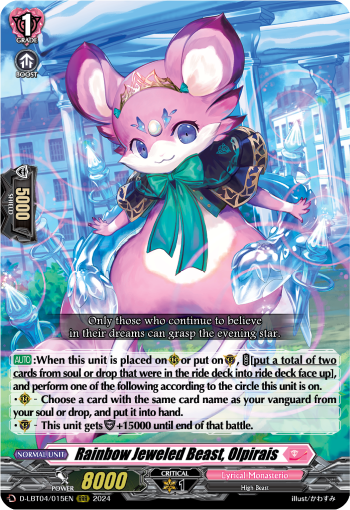 1
GRADE
BOOST
5000
SHIELD
Only those who continue to believe
in their dreams can grasp the evening star.
AUTO:When this unit is placed on or put on , [put a total of two
cards from soul or drop that were in the ride deck into ride deck face up],
and perform one of the following according to the circle this unit is on.
• - Choose a card with the same card name as your vanguard from
your soul or drop, and put it into hand.
• - This unit gets +15000 until end of that battle.
NORMAL UNIT
Rainbow Jeweled Beast, Olpirais
POWER 8000
CRITICAL
1
Lyrical Monasterio
High Beast
D-LBT04/015EN RRR 2024
illust/かわすみ